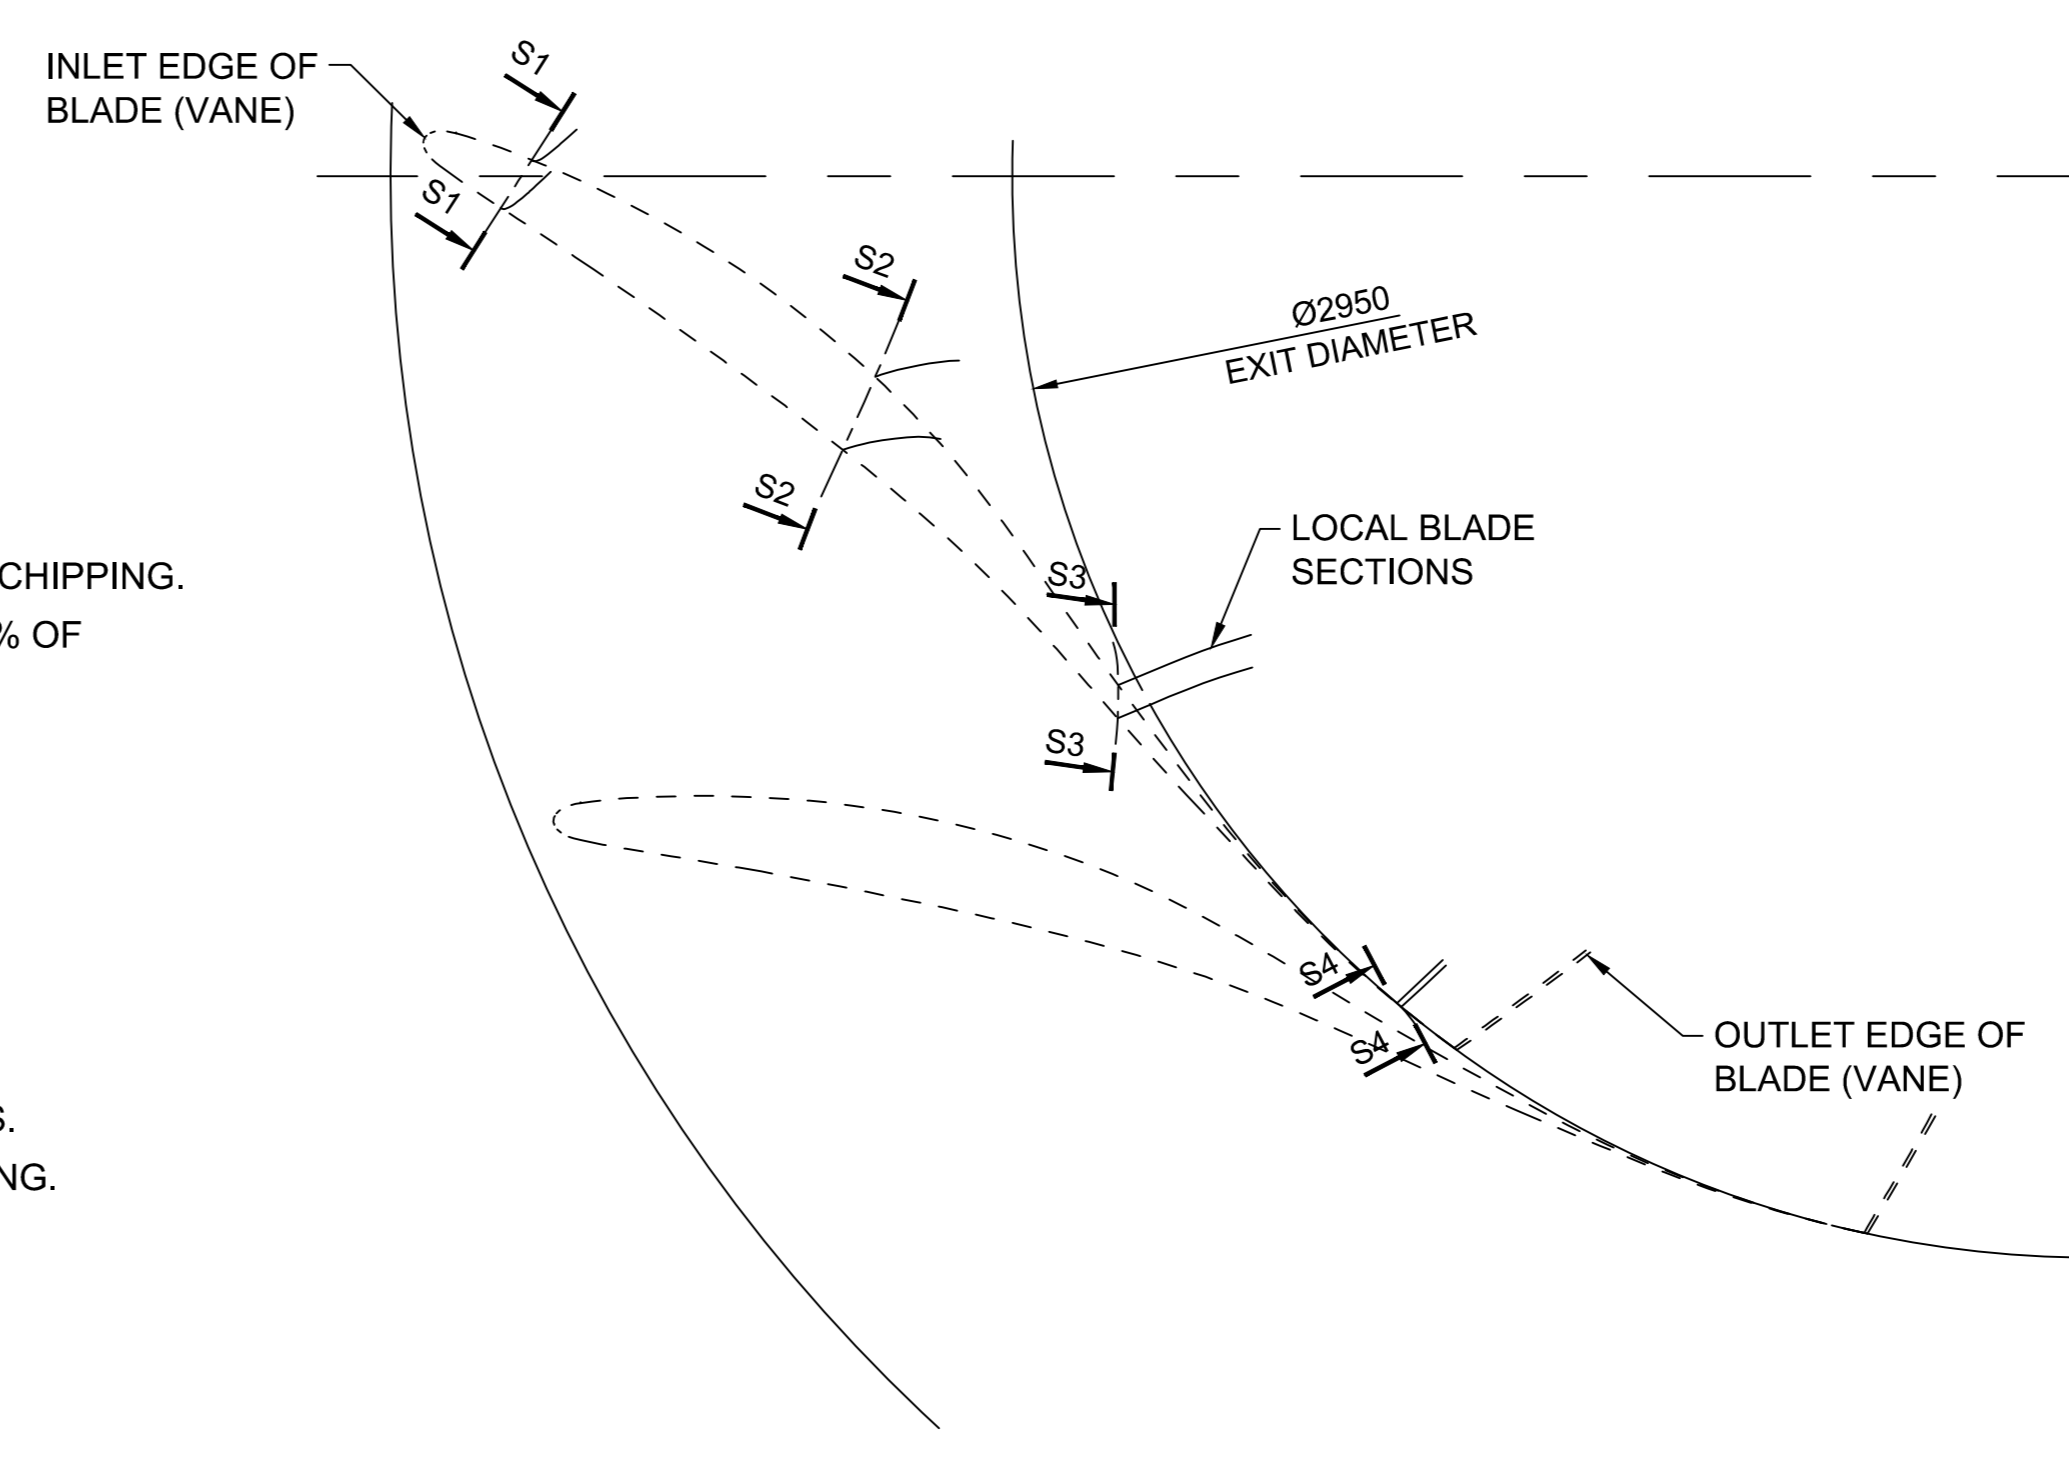 INLET EDGE OF
BLADE (VANE)
S1
S1
S2
Ø2950
EXIT DIAMETER
S2
LOCAL BLADE
SECTIONS
CHIPPING.
% OF
S3
S3
S4
S4
OUTLET EDGE OF
BLADE (VANE)
S.
NG.